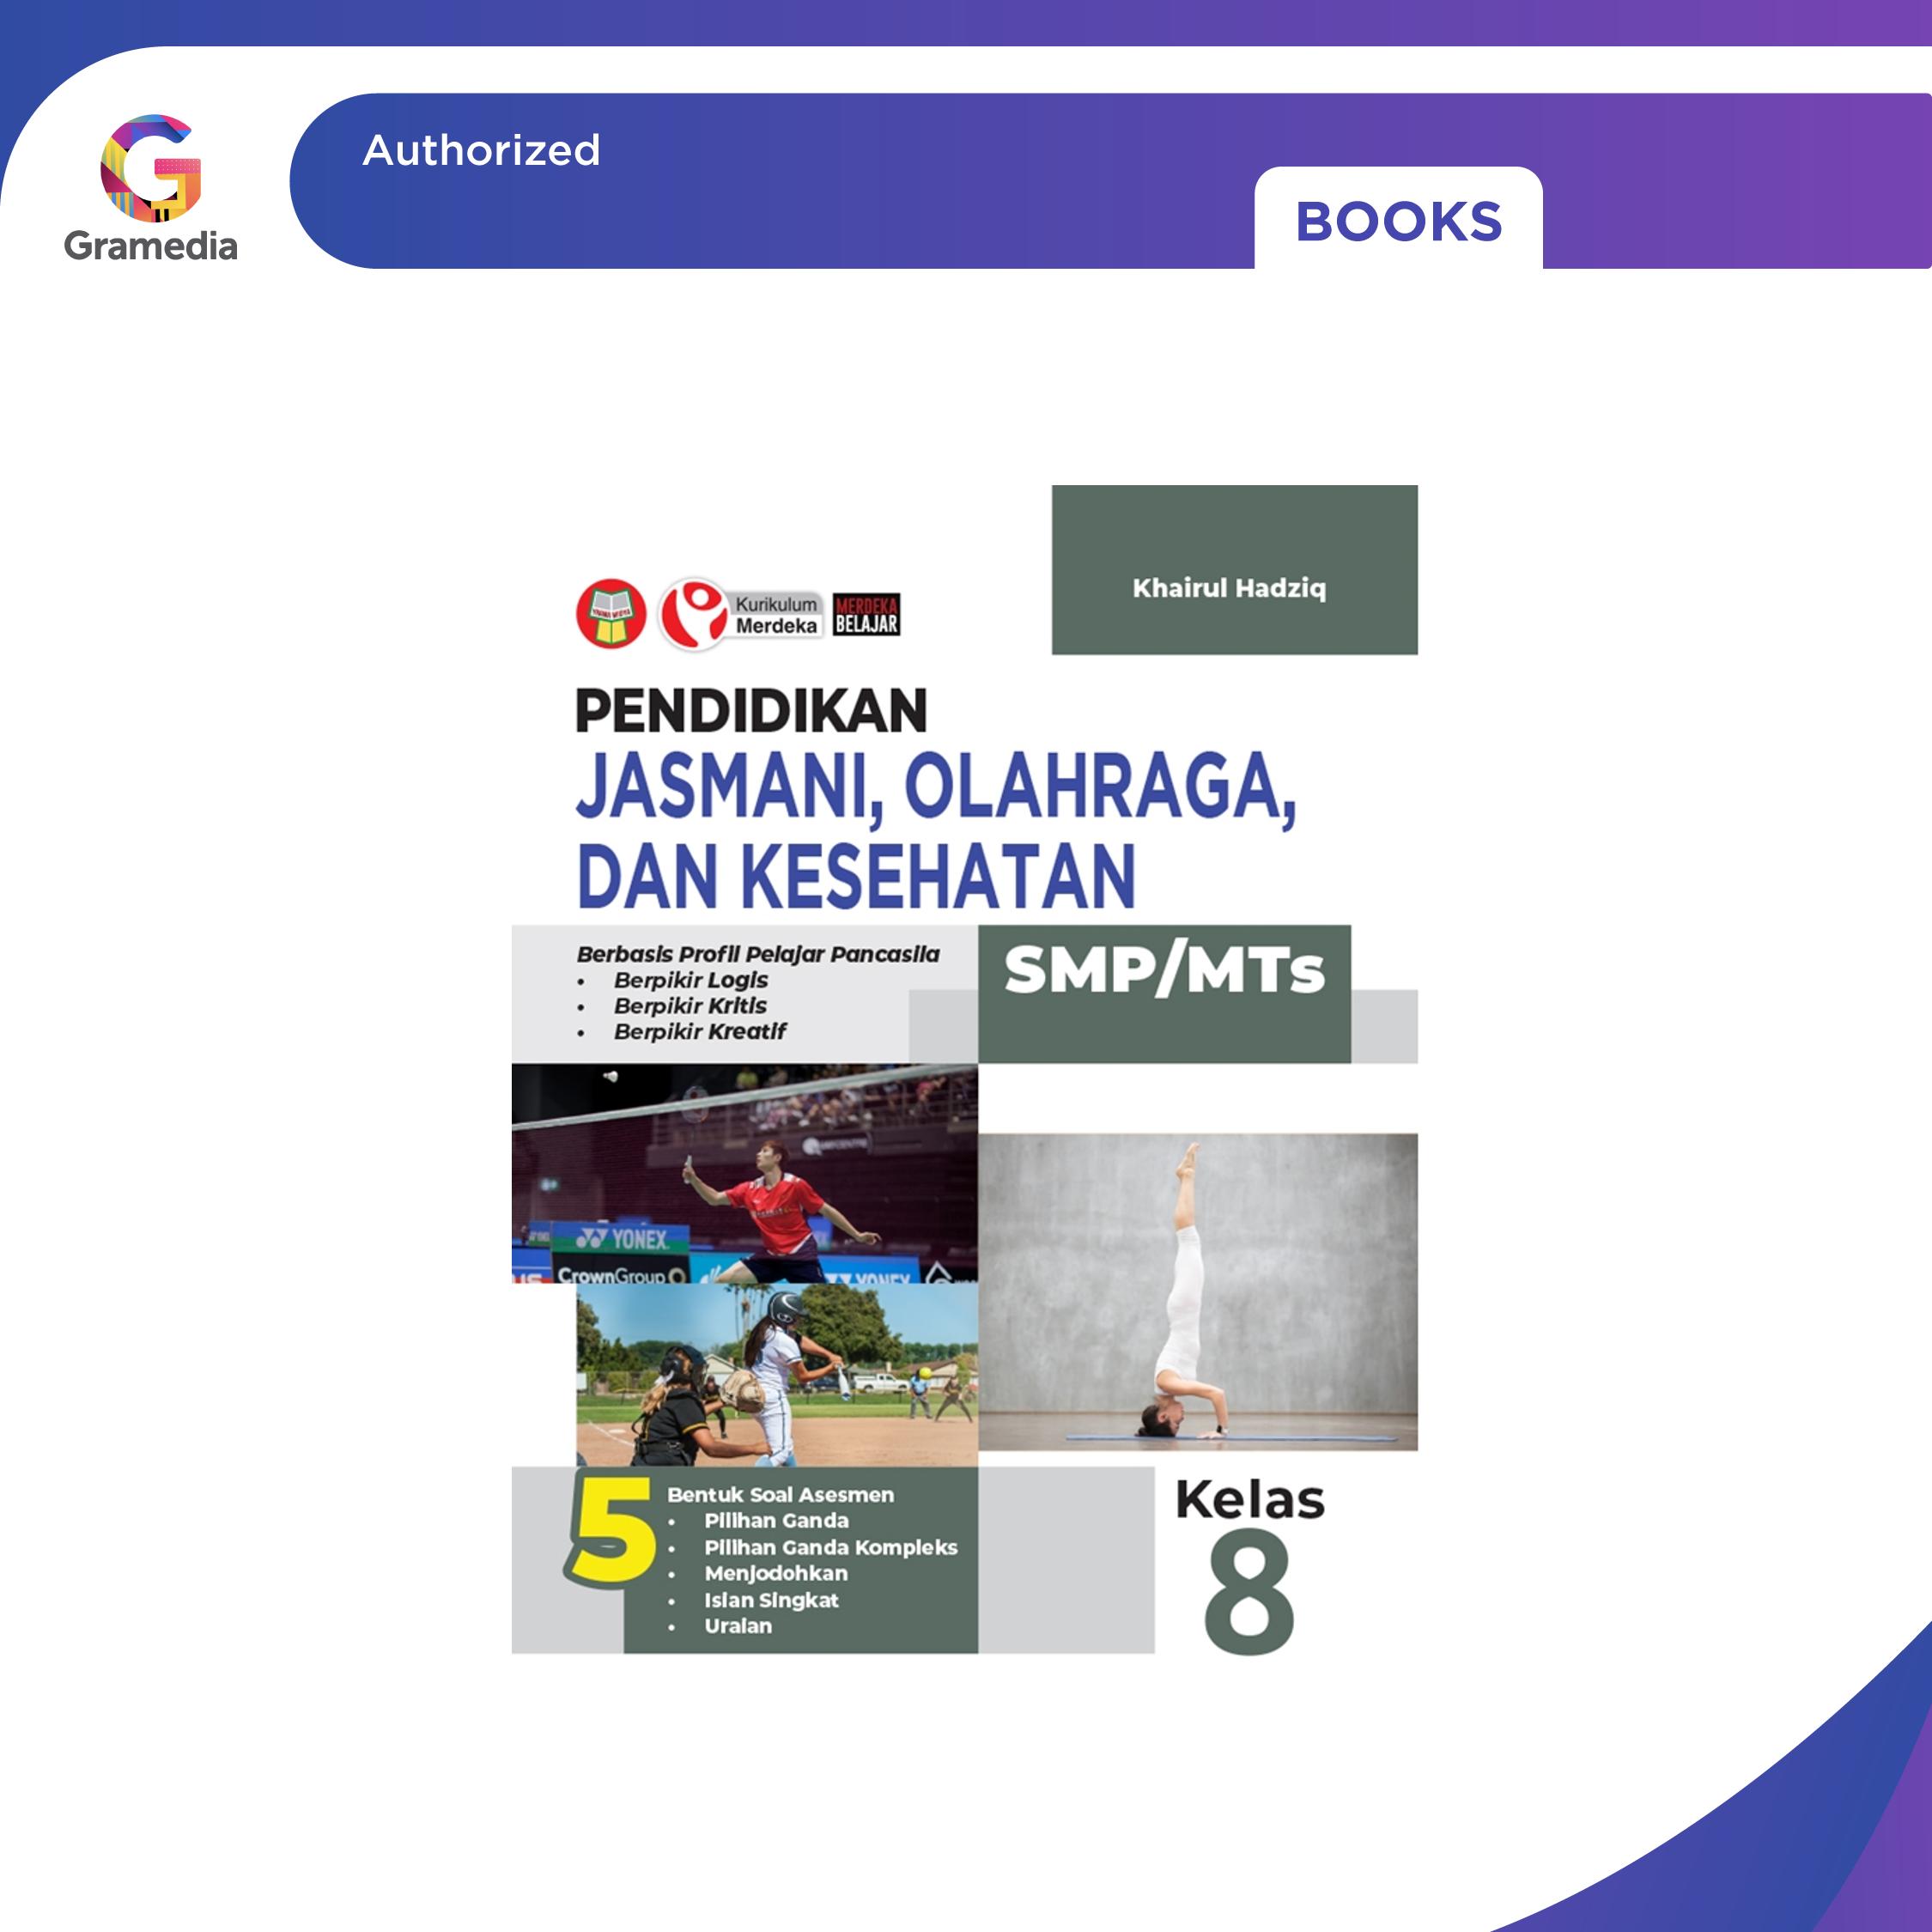 Gramedia
Authorized
BOOKS
Khairul Hadziq
Kurikulum
Merdeka
MERDEKA
BELAJAR
PENDIDIKAN
JASMANI, OLAHRAGA,
DAN KESEHATAN
Berbasis Profil Pelajar Pancasila
• Berpikir Logis
• Berpikir Kritis
• Berpikir Kreatif
SMP/MTs
YONEX
CrownGroup
YONEX
5
Bentuk Soal Asesmen
• Pilihan Ganda
• Pilihan Ganda Kompleks
• Menjodohkan
• Isian Singkat
• Uraian
Kelas
8